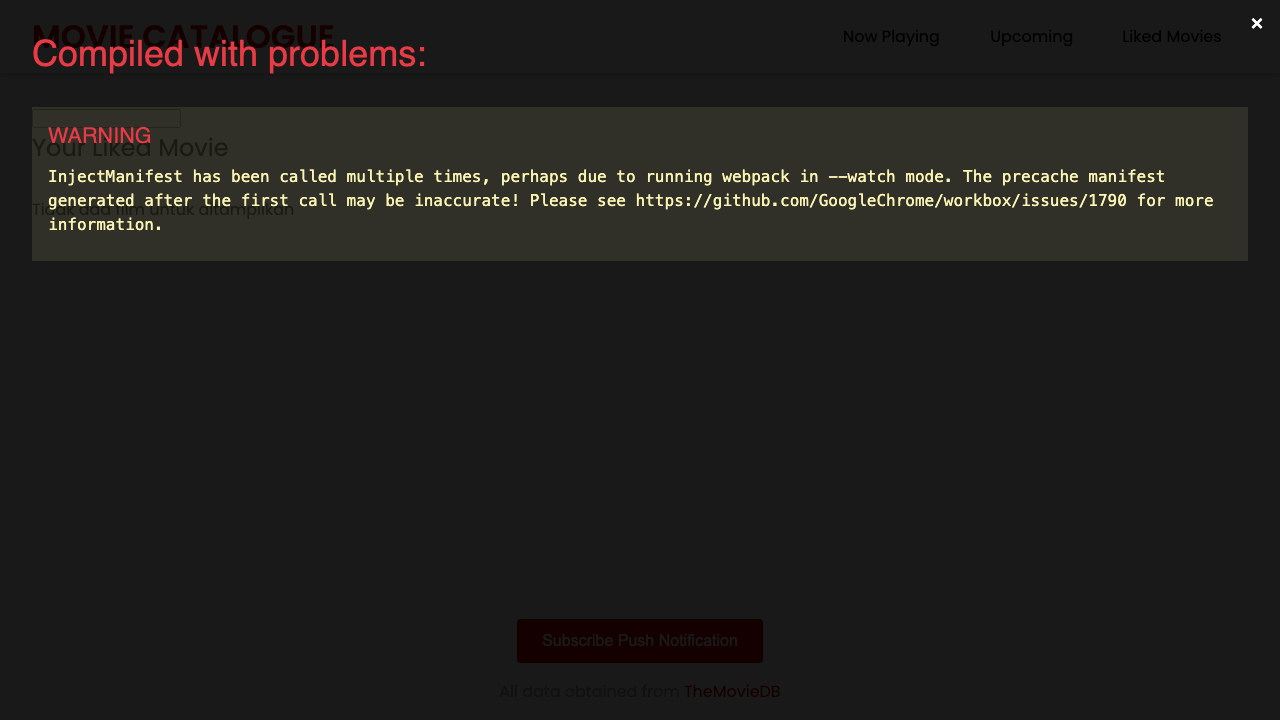 MOVIE CATALOGUE
Now Playing Upcoming Liked Movies
×
Compiled with problems:
WARNING
Your Liked Movie
InjectManifest has been called multiple times, perhaps due to running webpack in --watch mode. The precache manifest
generated after the first call may be inaccurate! Please see https://github.com/GoogleChrome/workbox/issues/1790 for more
Tidak ada film untuk ditampilkan
information.
Subscribe Push Notification
All data obtained from TheMovieDB